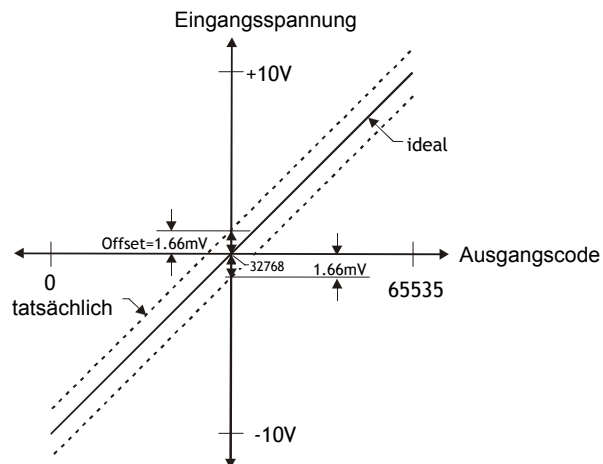 Eingangsspannung
+10V
ideal
Offset=1.66mV
Ausgangscode
32768
1.66mV
0
65535
tatsächlich
-10V